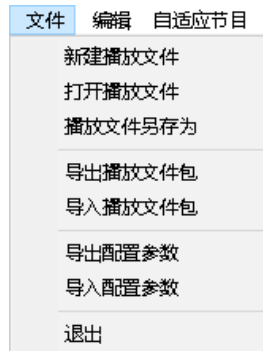 文件 编辑 自适应节目
新建播放文件
打开播放文件
播放文件另存为
导出播放文件包
导入播放文件包
导出配置参数
导入配置参数
退出